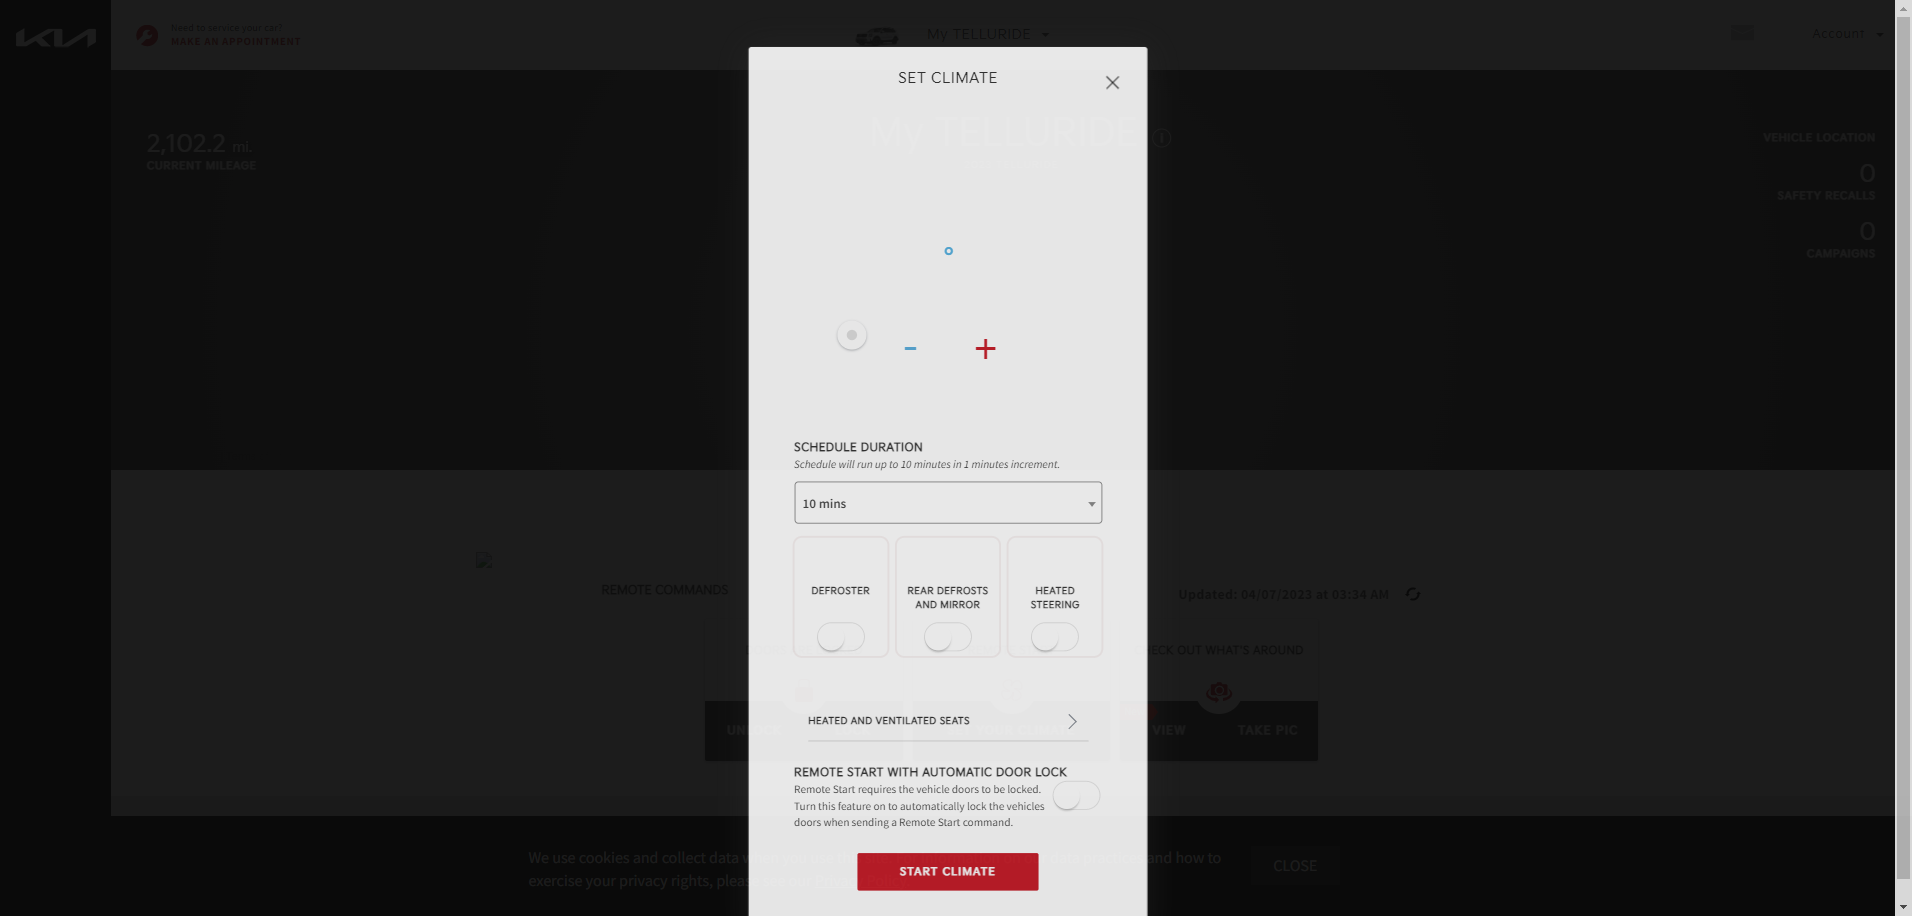 KIA
Need to service your car?
MAKE AN APPOINTMENT
My TELLURIDE
Account
SET CLIMATE
My TELLURIDE
i
2,102.2 mi.
CURRENT MILEAGE
VEHICLE LOCATION
0
SAFETY RECALLS
0
CAMPAIGNS
- +
SCHEDULE DURATION
Schedule will run up to 10 minutes in 1 minutes increment.
10 mins
DEFROSTER
REAR DEFROSTS
AND MIRROR
HEATED
STEERING
REMOTE COMMANDS
Updated: 04/07/2023 at 03:34 AM
CHECK OUT WHAT'S AROUND
HEATED AND VENTILATED SEATS
VIEW
TAKE PIC
REMOTE START WITH AUTOMATIC DOOR LOCK
Remote Start requires the vehicle doors to be locked.
Turn this feature on to automatically lock the vehicles
doors when sending a Remote Start command.
START CLIMATE
We use cookies and collect data and how to
exercise your privacy rights,
CLOSE